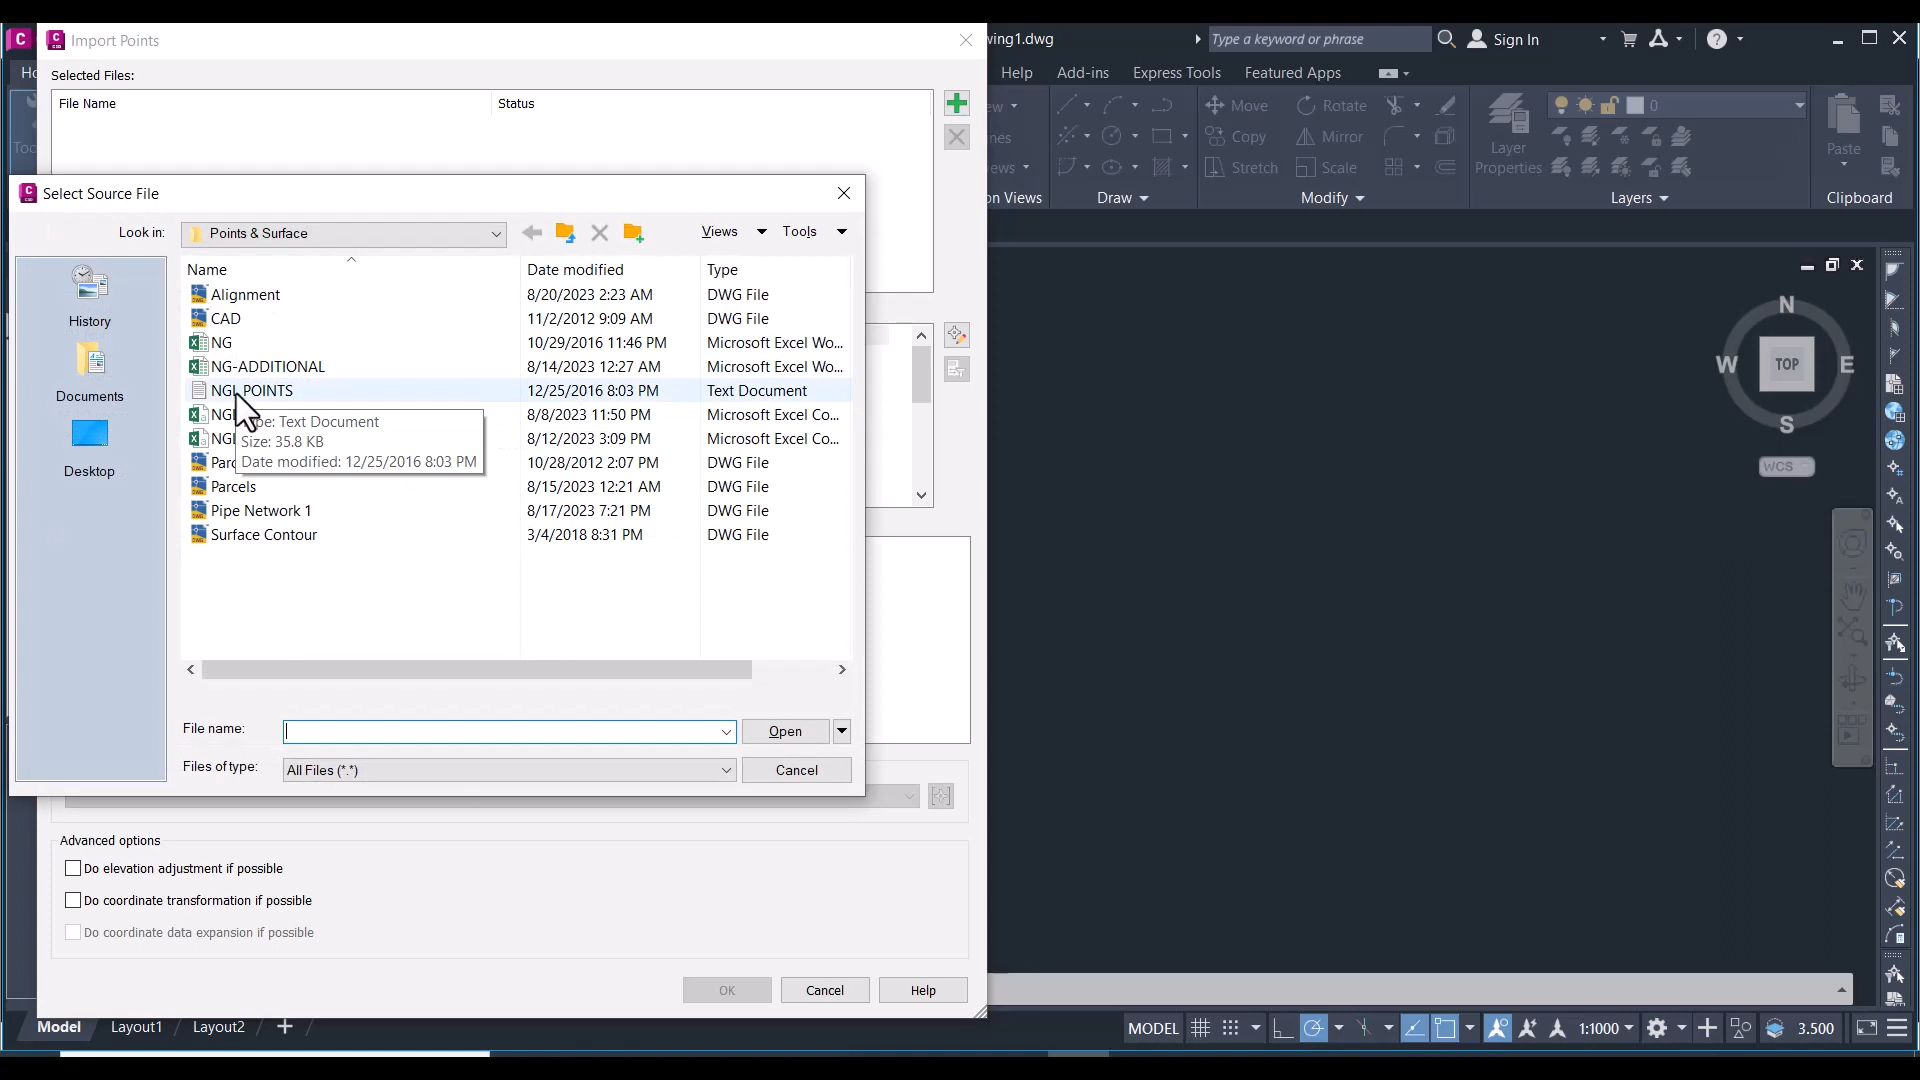 C
Import Points
wing1.dwg
Type a keyword or phrase
Sign In
Help
Add-ins
Express Tools
Featured Apps
Selected Files:
File Name
Status
Move
Rotate
Copy
Mirror
Stretch
Scale
Layer
Properties
0
Paste
Draw
Modify
Layers
Clipboard
Select Source File
Look in:
Points & Surface
Views
Tools
Name
Date modified
Type
Alignment
8/20/2023 2:23 AM
DWG File
CAD
11/2/2012 9:09 AM
DWG File
NG
10/29/2016 11:46 PM
Microsoft Excel Wo...
NG-ADDITIONAL
8/14/2023 12:27 AM
Microsoft Excel Wo...
NGL POINTS
12/25/2016 8:03 PM
Text Document
8/8/2023 11:50 PM
Microsoft Excel Co...
8/12/2023 3:09 PM
Microsoft Excel Co...
10/28/2012 2:07 PM
DWG File
Parcels
8/15/2023 12:21 AM
DWG File
Pipe Network 1
8/17/2023 7:21 PM
DWG File
Surface Contour
3/4/2018 8:31 PM
DWG File
Text Document
Size: 35.8 KB
Date modified: 12/25/2016 8:03 PM
History
Documents
Desktop
File name:
Open
Files of type:
All Files (*.*)
Cancel
Advanced options
Do elevation adjustment if possible
Do coordinate transformation if possible
Do coordinate data expansion if possible
OK
Cancel
Help
N
W
TOP
E
S
WCS
Model
Layout1
Layout2
MODEL
1:1000
3.500